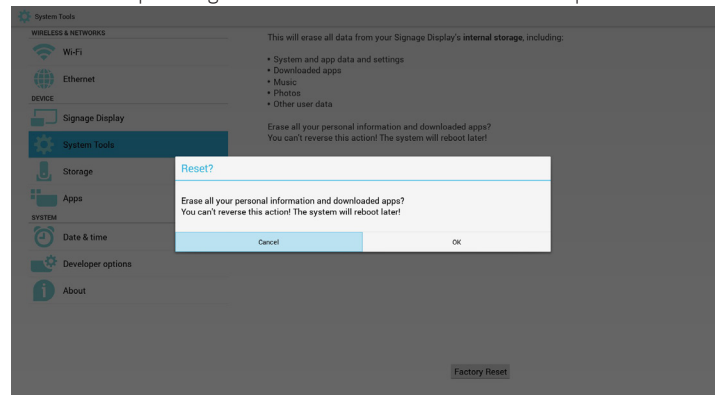 System Tools
WIRELESS & NETWORKS
Wi-Fi
Ethernet
DEVICE
Signage Display
System Tools
Storage
Apps
SYSTEM
Date & time
Developer options
About
This will erase all data from your Signage Display's internal storage, including:
• System and app data and settings
• Downloaded apps
• Music
• Photos
• Other user data
Erase all your personal information and downloaded apps?
You can't reverse this action! The system will reboot later!
Reset?
Erase all your personal information and downloaded apps?
You can't reverse this action! The system will reboot later!
Cancel
OK
Factory Reset